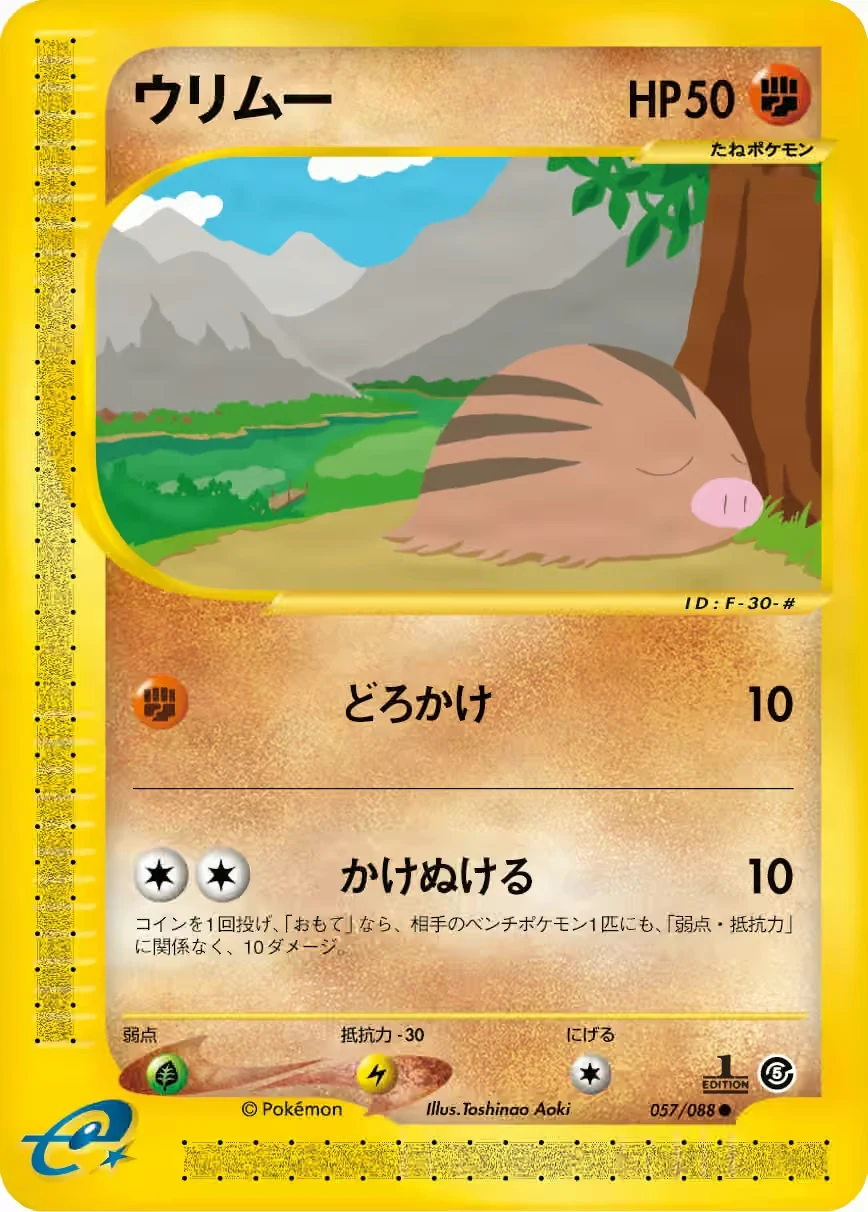 ウリムー
HP50
たねポケモン
ID:F-30-#
どろかけ 10
かけぬける 10
コインを1回投げ、「おもて」なら、相手のベンチポケモン1匹にも、「弱点・抵抗力」
に関係なく、10ダメージ。
弱点 抵抗力-30 にげる
1
EDITION
5
© Pokémon Illus.Toshinao Aoki 057/088●
e